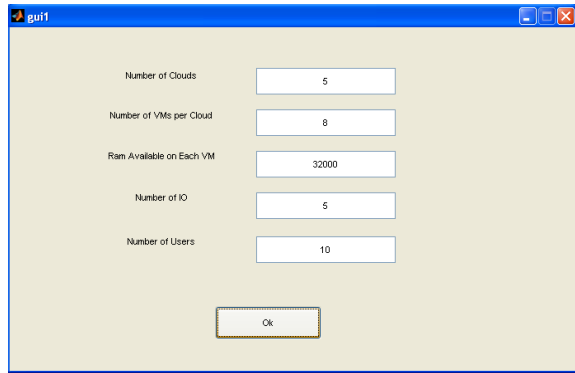 gui1
Number of Clouds 5
Number of VMs per Cloud 8
Ram Available on Each VM 32000
Number of IO 5
Number of Users 10
Ok